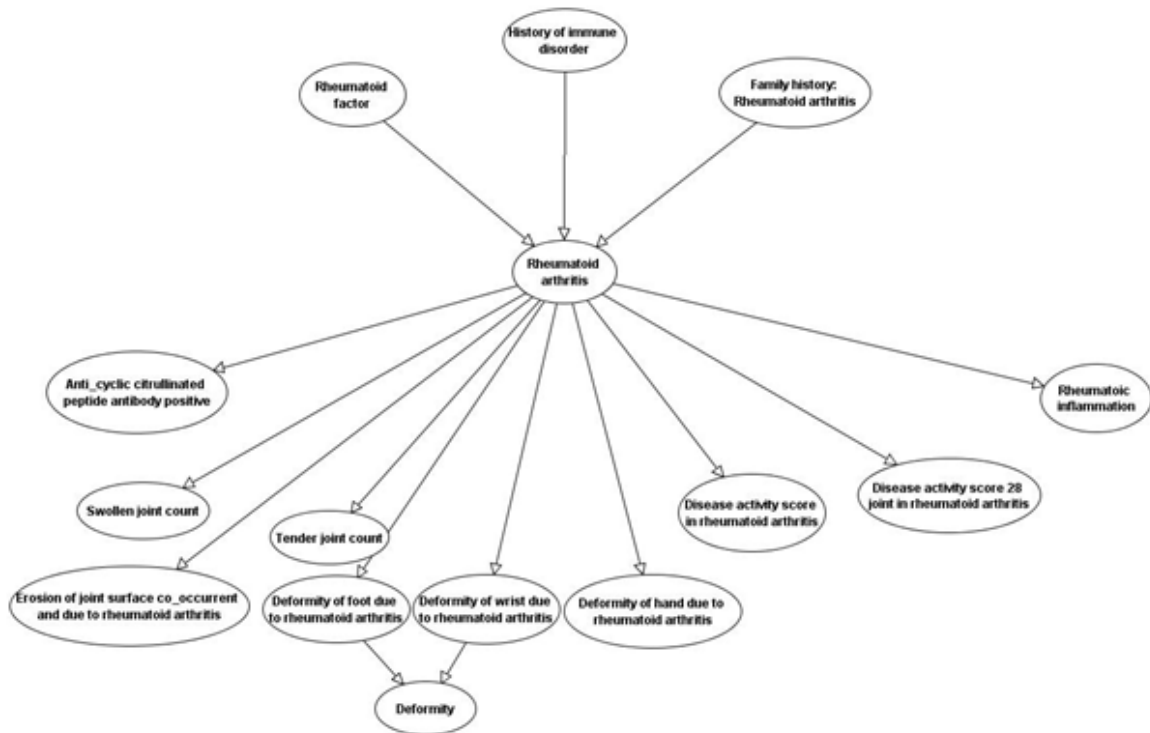 History of immune
disorder
Rheumatoid
factor
Family history:
Rheumatoid arthritis
Rheumatoid
arthritis
Anti_cyclic citrullinated
peptide antibody positive
Rheumatoic
inflammation
Swollen joint count
Disease activity score
in rheumatoid arthritis
Disease activity score 28
joint in rheumatoid arthritis
Tender joint count
Erosion of joint surface co_occurrent
and due to rheumatoid arthritis
Deformity of foot due
to rheumatoid arthritis
Deformity of wrist due
to rheumatoid arthritis
Deformity of hand due to
rheumatoid arthritis
Deformity